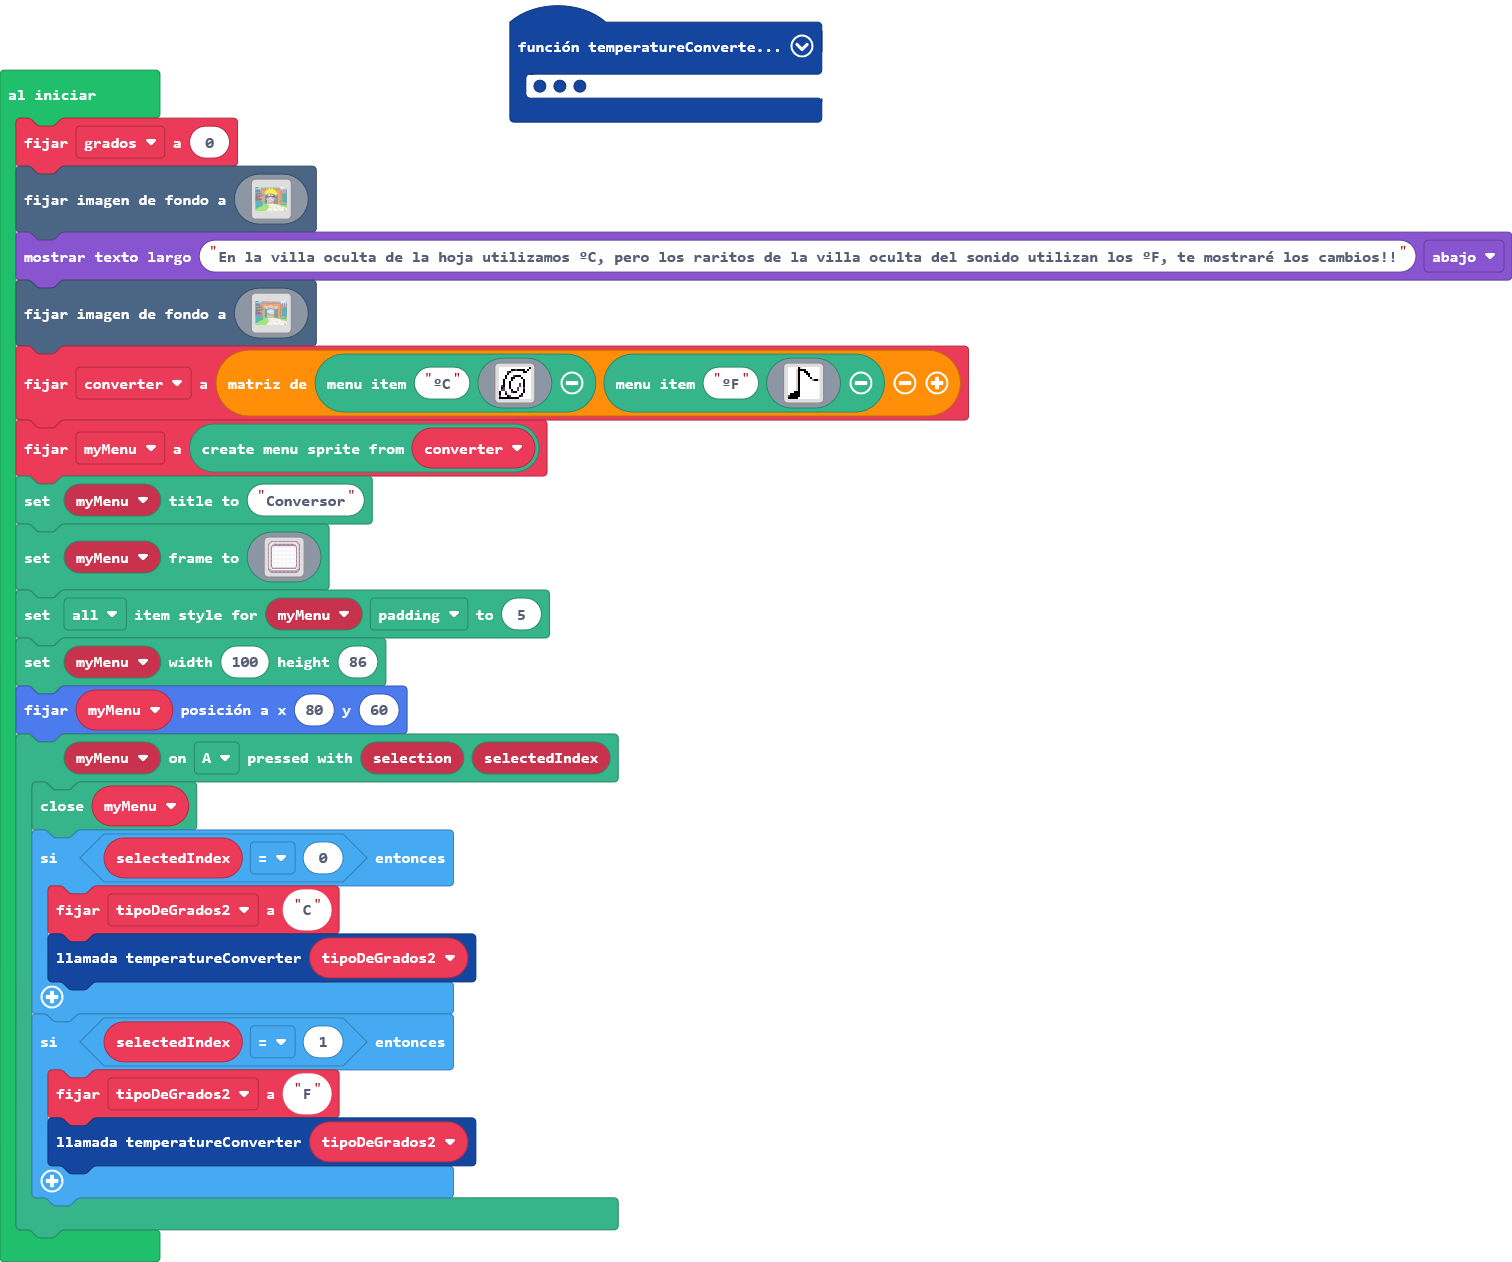 función temperatureConverte...
al iniciar
fijar grados a 0
fijar imagen de fondo a
mostrar texto largo "En la villa oculta de la hoja utilizamos ºC, pero los raritos de la villa oculta del sonido utilizan los ºF, te mostraré los cambios!!" abajo
fijar imagen de fondo a
fijar converter a matriz de menu item "ºC" menu item "ºF"
fijar myMenu a create menu sprite from converter
set myMenu title to "Conversor"
set myMenu frame to
set all item style for myMenu padding to 5
set myMenu width 100 height 86
fijar myMenu posición a x 80 y 60
myMenu on A pressed with selection selectedIndex
close myMenu
si selectedIndex = 0 entonces
fijar tipoDeGrados2 a "C"
llamada temperatureConverter tipoDeGrados2
si selectedIndex = 1 entonces
fijar tipoDeGrados2 a "F"
llamada temperatureConverter tipoDeGrados2